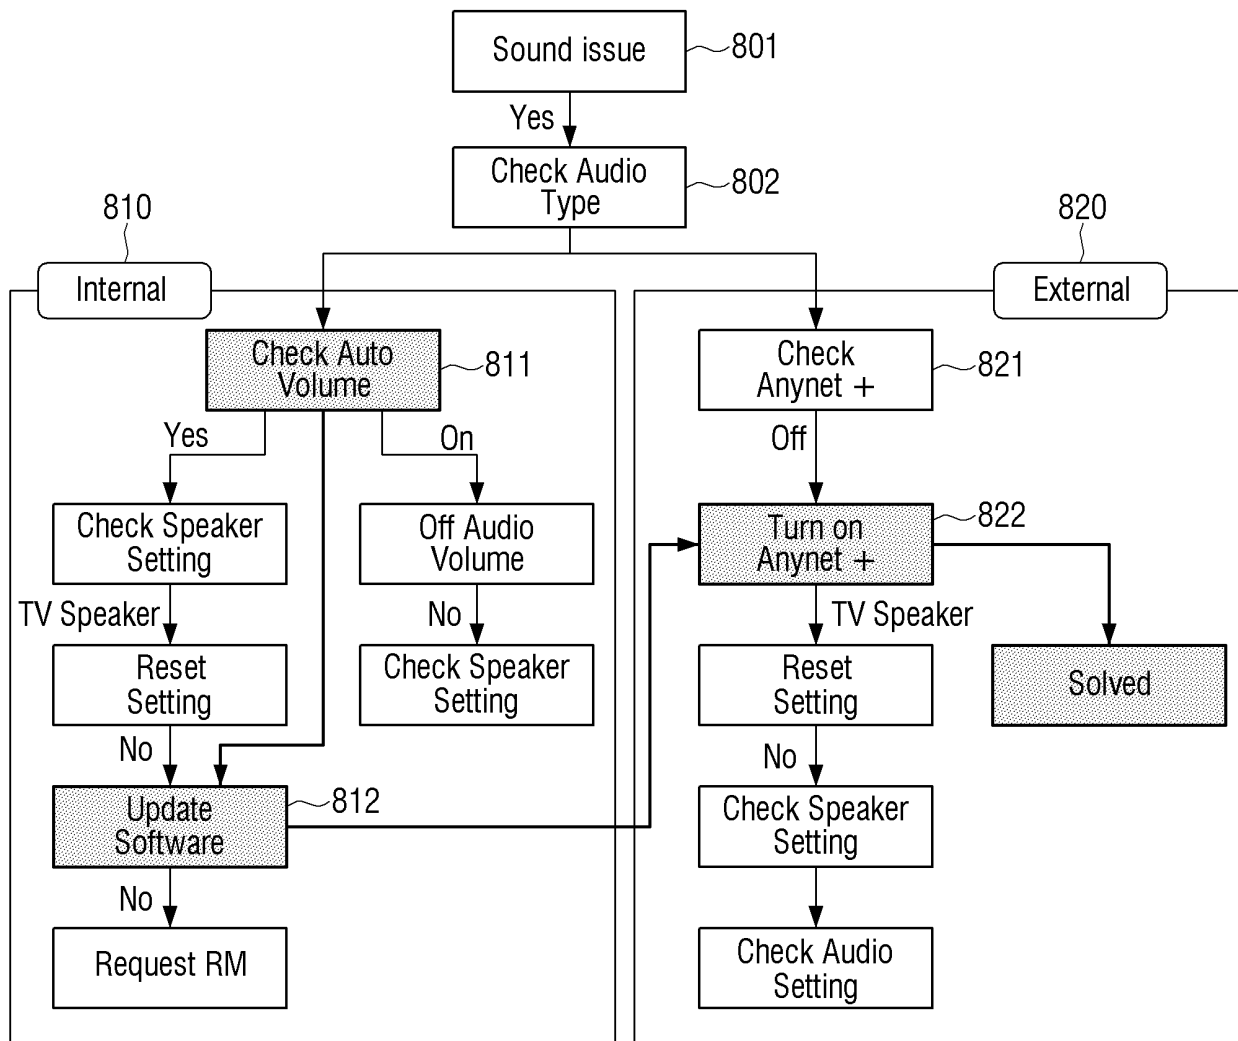 Sound issue
801
Yes
Check Audio
Type
802
810
Internal
820
External
Check Auto
Volume
811
Check
Anynet +
821
Yes
On
Off
Check Speaker
Setting
Off Audio
Volume
Turn on
Anynet +
822
TV Speaker
No
TV Speaker
Reset
Setting
Check Speaker
Setting
Reset
Setting
Solved
No
No
Update
Software
812
Check Speaker
Setting
No
Request RM
Check Audio
Setting